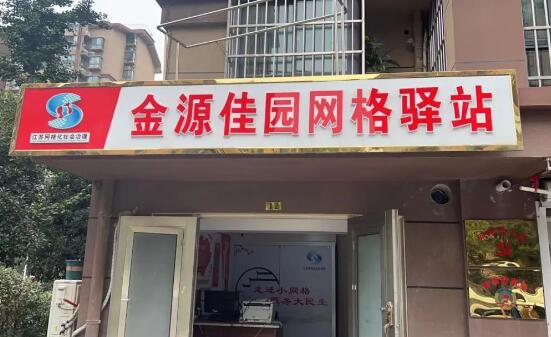 金源佳园网格驿站
江苏网格化社会治理
走进小网格
服务大民生